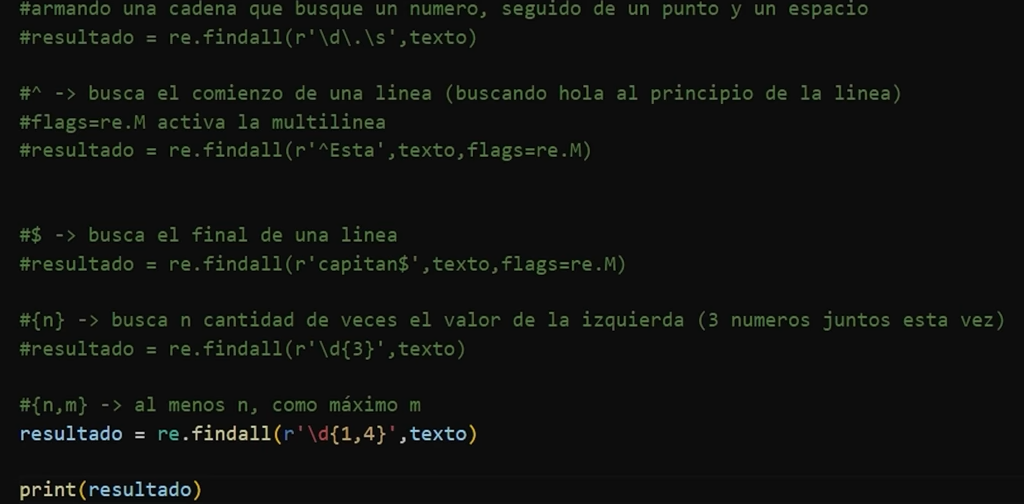 #armando una cadena que busque un numero, seguido de un punto y un espacio
#resultado = re.findall(r'\d\.\s',texto)
#^ -> busca el comienzo de una linea (buscando hola al principio de la linea)
#flags=re.M activa la multilinea
#resultado = re.findall(r'^Esta',texto,flags=re.M)
#$ -> busca el final de una linea
#resultado = re.findall(r'capitan$',texto,flags=re.M)
#{n} -> busca n cantidad de veces el valor de la izquierda (3 numeros juntos esta vez)
#resultado = re.findall(r'\d{3}',texto)
#{n,m} -> al menos n, como máximo m
resultado = re.findall(r'\d{1,4}',texto)
print(resultado)